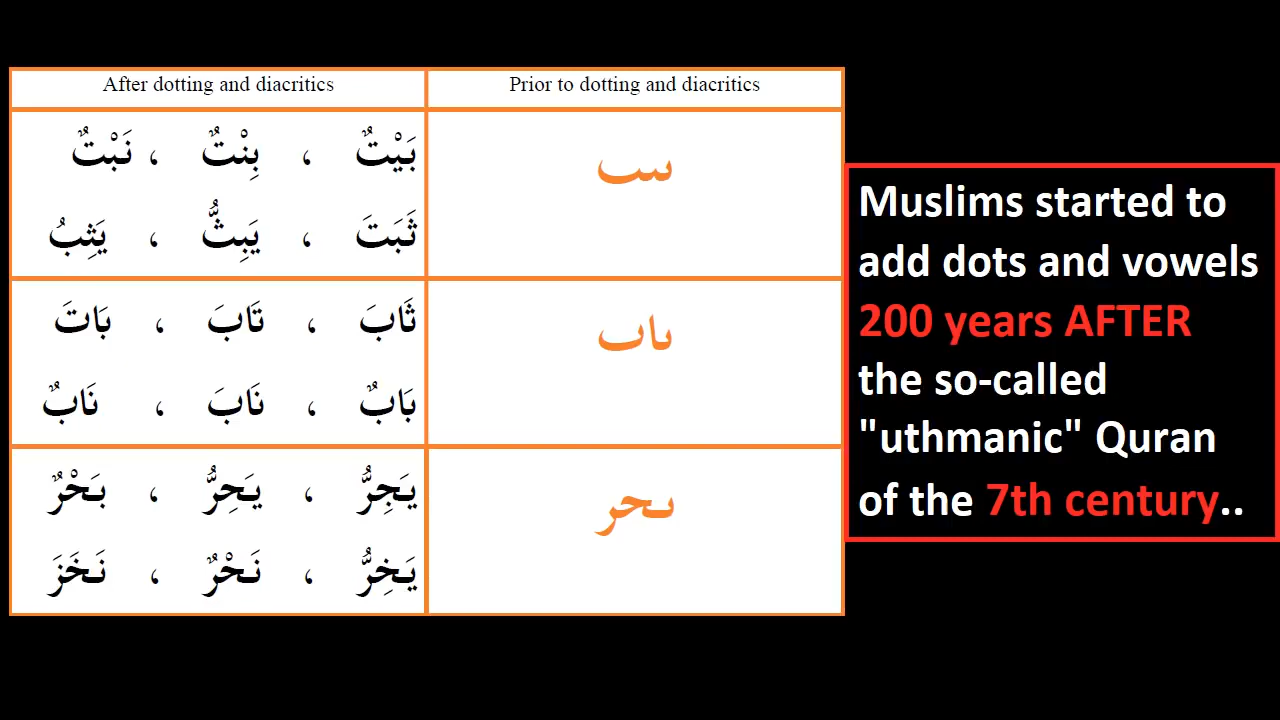 After dotting and diacritics
Prior to dotting and diacritics
بَيْتٌ ، بِنْتٌ ، نَبْتٌ
ثَبَتَ ، يَبِثُّ ، يَثِبُ
ٮٮٮ
ثَابَ ، تَابَ ، بَاتَ
بَابٌ ، نَابَ ، نَابٌ
ٮاٮ
يَجِرُّ ، يَحِرُّ ، بَحْرٌ
يَخِرُّ ، نَحْرٌ ، نَخَزَ
ٮحر
Muslims started to
add dots and vowels
200 years AFTER
the so-called
"uthmanic" Quran
of the 7th century..